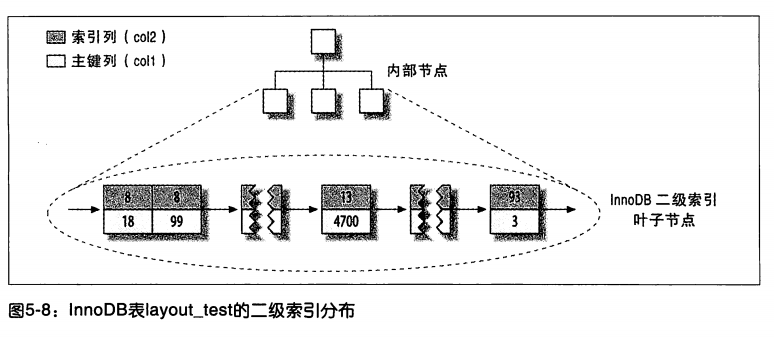 索引列（col2）
主键列（col1）
内部节点
8 8 13 93
18 99 4700 3
InnoDB 二级索引
叶子节点
图5-8：InnoDB表layout_test的二级索引分布